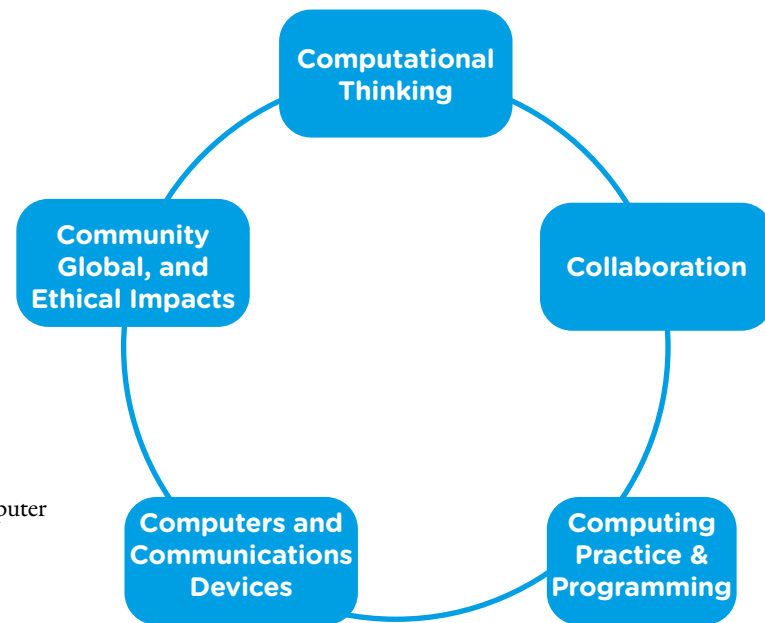 Computational
Thinking
Community
Global, and
Ethical Impacts
Collaboration
Computers and
Communications
Devices
Computing
Practice &
Programming